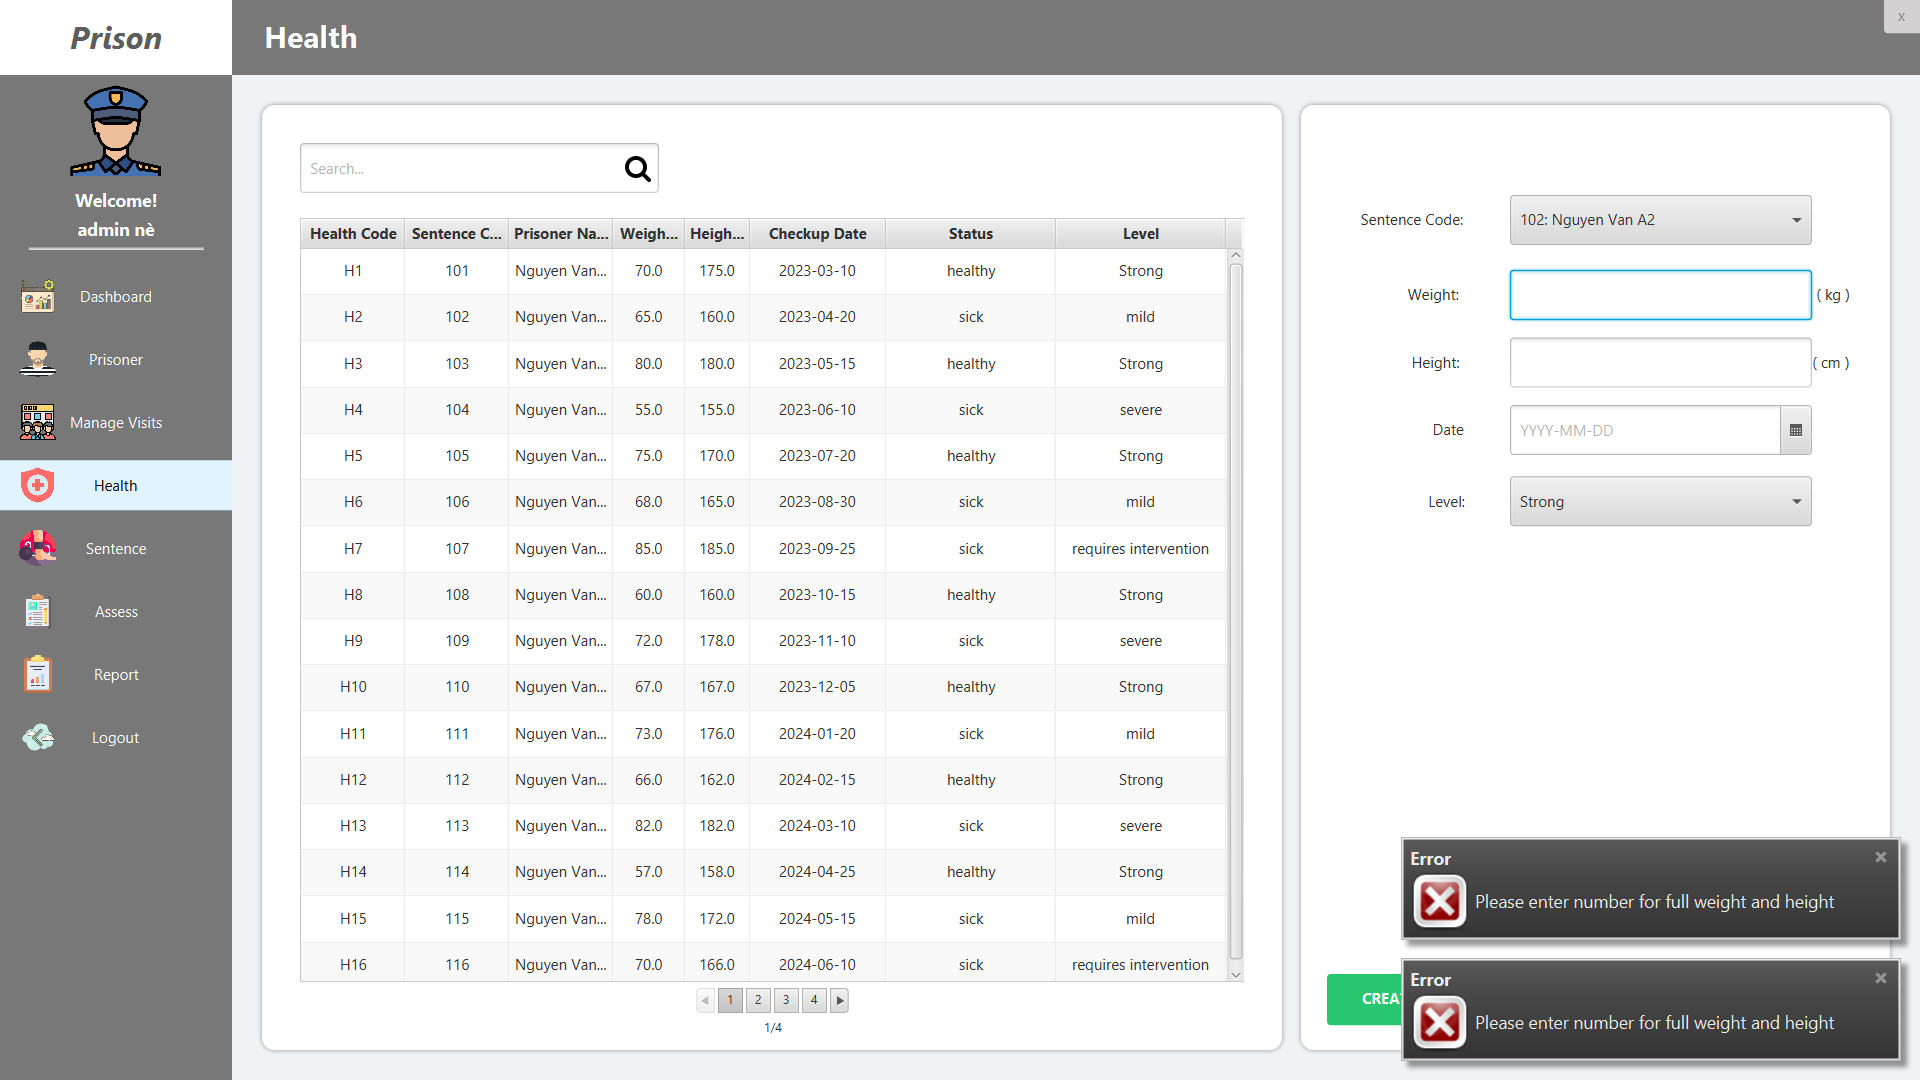 Prison
Health
x
Welcome!
admin nè
Dashboard
Prisoner
Manage Visits
Health
Sentence
Assess
Report
Logout
Search...
Health Code Sentence C... Prisoner Na... Weigh... Heigh... Checkup Date Status Level
H1 101 Nguyen Van... 70.0 175.0 2023-03-10 healthy Strong
H2 102 Nguyen Van... 65.0 160.0 2023-04-20 sick mild
H3 103 Nguyen Van... 80.0 180.0 2023-05-15 healthy Strong
H4 104 Nguyen Van... 55.0 155.0 2023-06-10 sick severe
H5 105 Nguyen Van... 75.0 170.0 2023-07-20 healthy Strong
H6 106 Nguyen Van... 68.0 165.0 2023-08-30 sick mild
H7 107 Nguyen Van... 85.0 185.0 2023-09-25 sick requires intervention
H8 108 Nguyen Van... 60.0 160.0 2023-10-15 healthy Strong
H9 109 Nguyen Van... 72.0 178.0 2023-11-10 sick severe
H10 110 Nguyen Van... 67.0 167.0 2023-12-05 healthy Strong
H11 111 Nguyen Van... 73.0 176.0 2024-01-20 sick mild
H12 112 Nguyen Van... 66.0 162.0 2024-02-15 healthy Strong
H13 113 Nguyen Van... 82.0 182.0 2024-03-10 sick severe
H14 114 Nguyen Van... 57.0 158.0 2024-04-25 healthy Strong
H15 115 Nguyen Van... 78.0 172.0 2024-05-15 sick mild
H16 116 Nguyen Van... 70.0 166.0 2024-06-10 sick requires intervention
1 2 3 4
1/4
Sentence Code: 102: Nguyen Van A2
Weight: ( kg )
Height: ( cm )
Date YYYY-MM-DD
Level: Strong
Error
Please enter number for full weight and height
CREA
Error
Please enter number for full weight and height